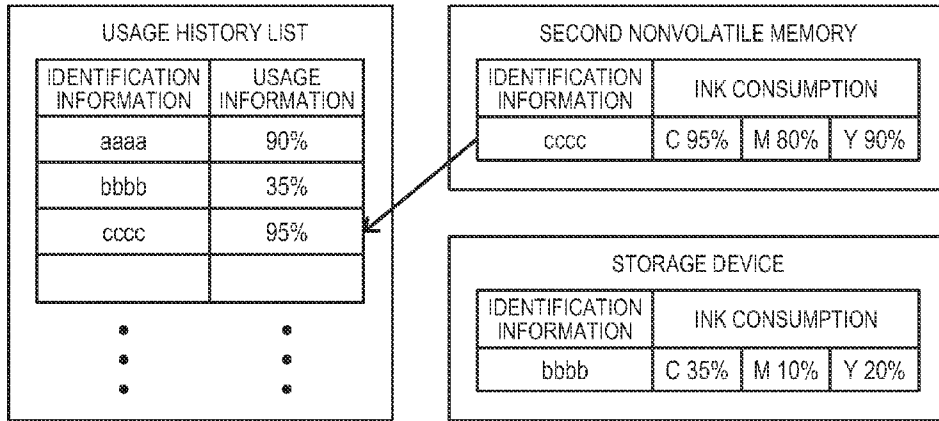 USAGE HISTORY LIST
IDENTIFICATION
INFORMATION
USAGE
INFORMATION
aaaa
90%
bbbb
35%
cccc
95%
SECOND NONVOLATILE MEMORY
IDENTIFICATION
INFORMATION
INK CONSUMPTION
cccc
C 95%
M 80%
Y 90%
STORAGE DEVICE
IDENTIFICATION
INFORMATION
INK CONSUMPTION
bbbb
C 35%
M 10%
Y 20%